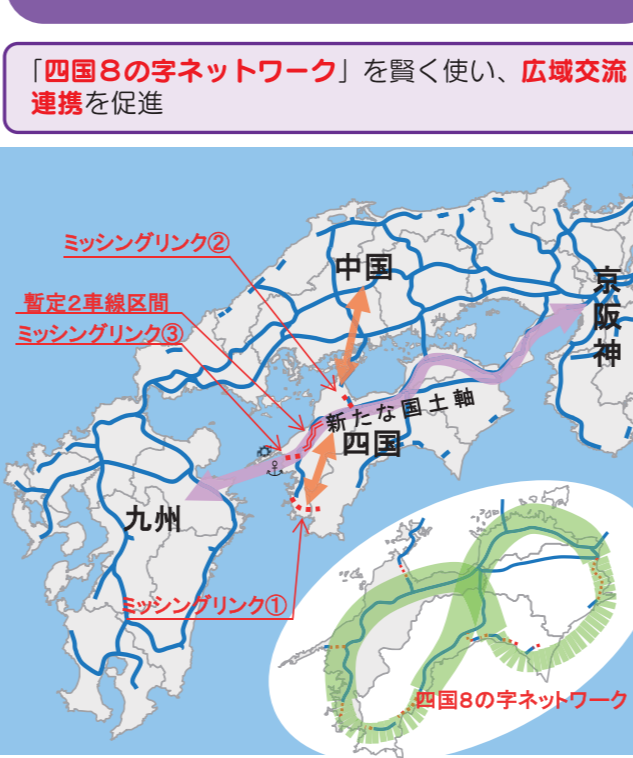 「四国8の字ネットワーク」を賢く使い、広域交流
連携を促進
ミッシングリンク②
中国
京阪神
暫定2車線区間
ミッシングリンク③
新たな国土軸
四国
九州
ミッシングリンク①
四国8の字ネットワーク